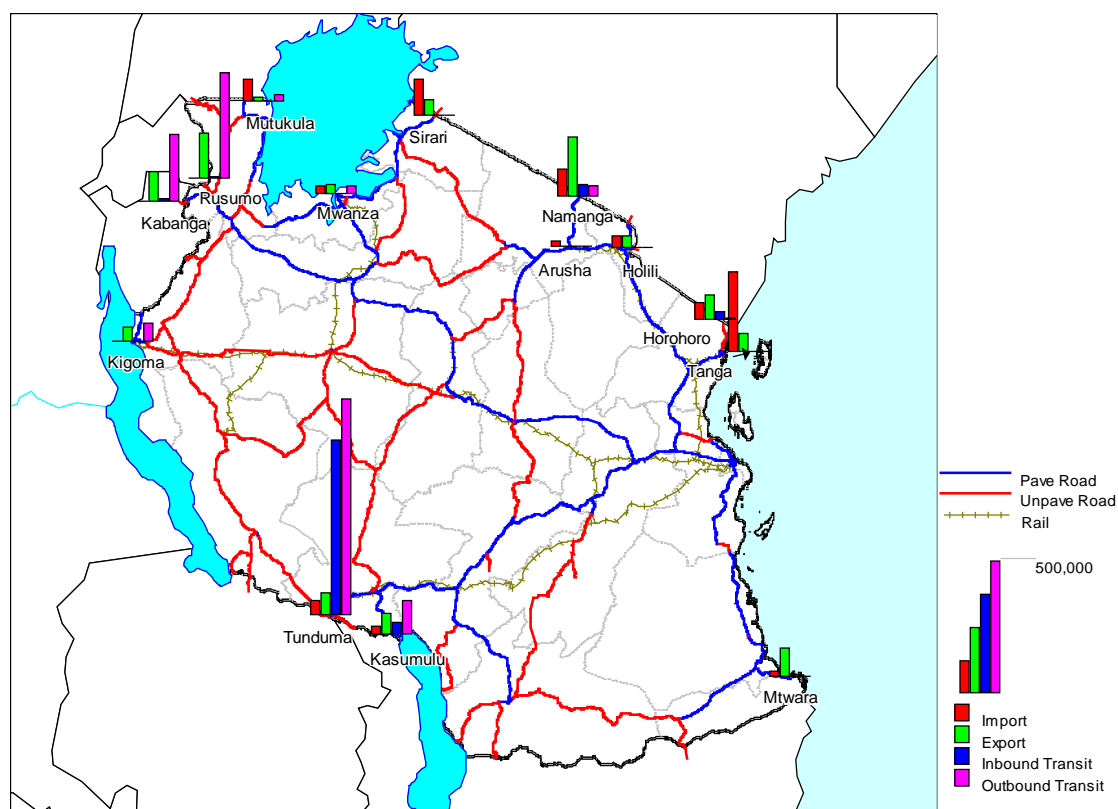 Mutukula
Sirari
Rusumo
Kabanga
Mwanza
Namanga
Arusha
Holili
Horohoro
Tanga
Kigoma
Tunduma
Kasumulu
Mtwara
Pave Road
Unpave Road
Rail
500,000
Import
Export
Inbound Transit
Outbound Transit